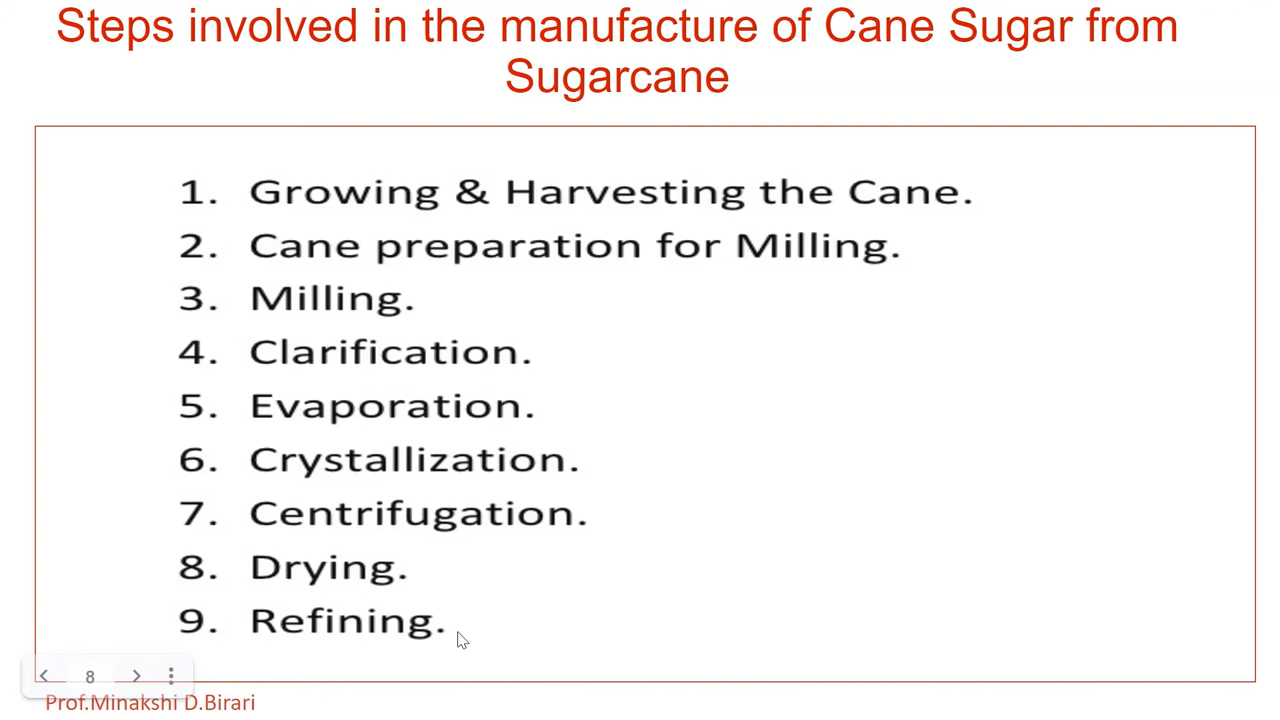 Steps involved in the manufacture of Cane Sugar from
Sugarcane
1. Growing & Harvesting the Cane.
2. Cane preparation for Milling.
3. Milling.
4. Clarification.
5. Evaporation.
6. Crystallization.
7. Centrifugation.
8. Drying.
9. Refining.
8
Prof.Minakshi D.Birari